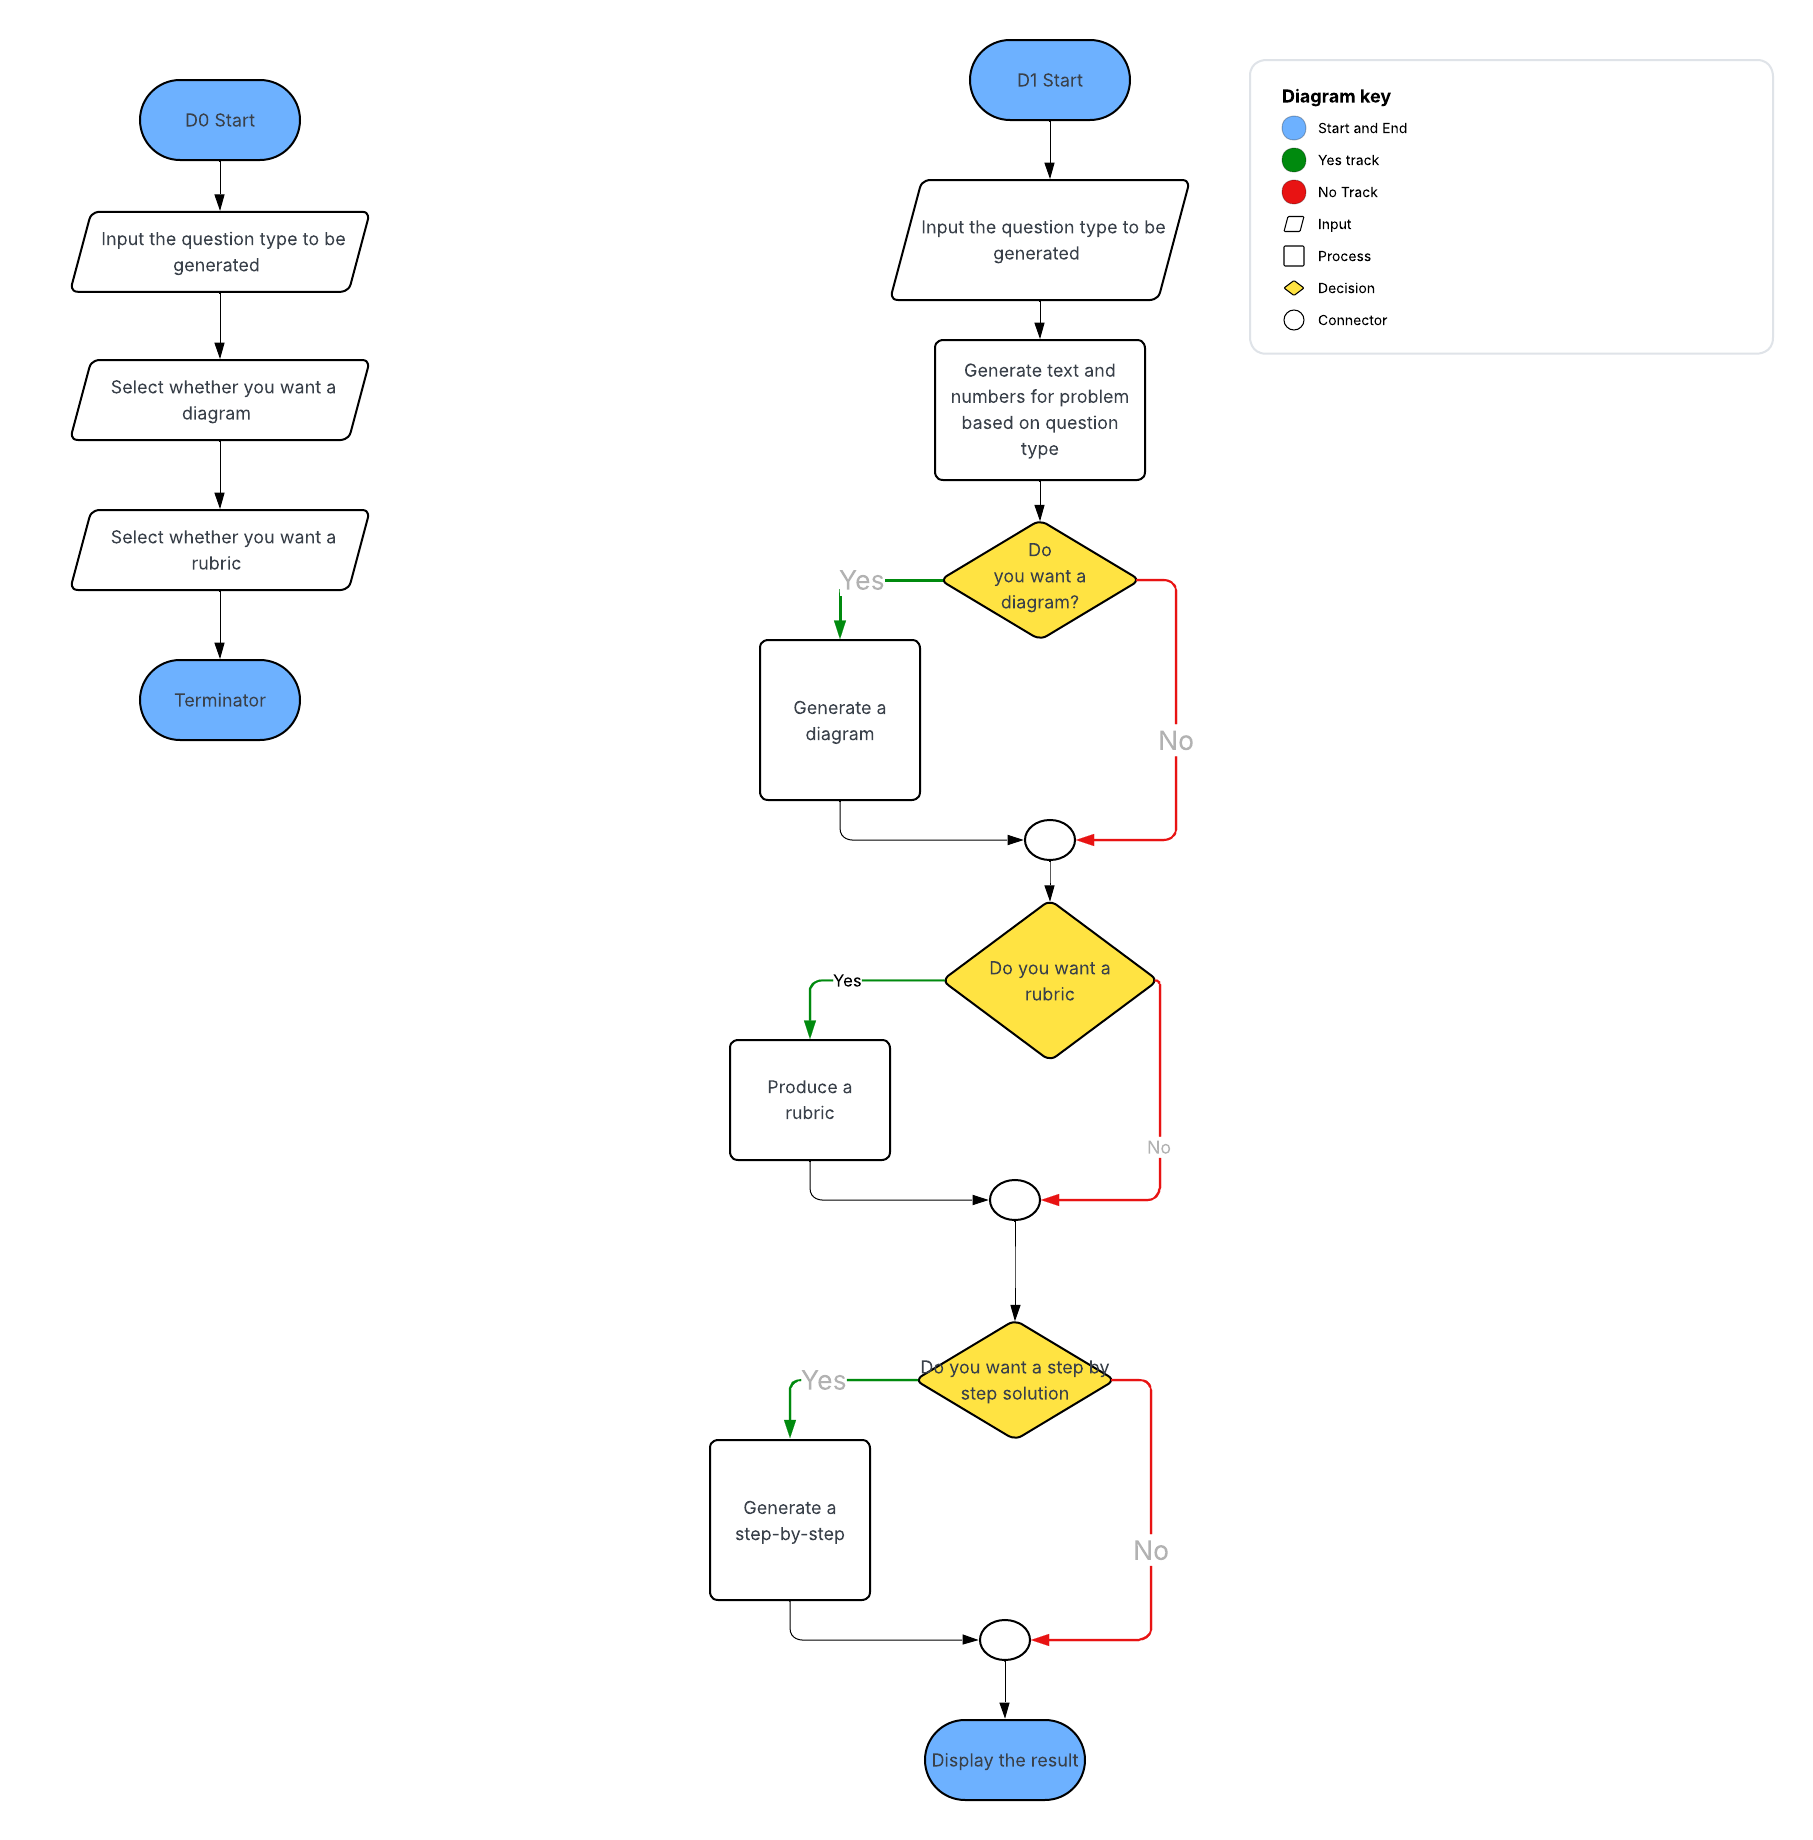 D0 Start
Input the question type to be
generated
Select whether you want a
diagram
Select whether you want a
rubric
Terminator
D1 Start
Input the question type to be
generated
Generate text and
numbers for problem
based on question
type
Do
you want a
diagram?
Yes
No
Generate a
diagram
Do you want a
rubric
Yes
No
Produce a
rubric
Do you want a step by
step solution
Yes
No
Generate a
step-by-step
Display the result
Diagram key
Start and End
Yes track
No Track
Input
Process
Decision
Connector